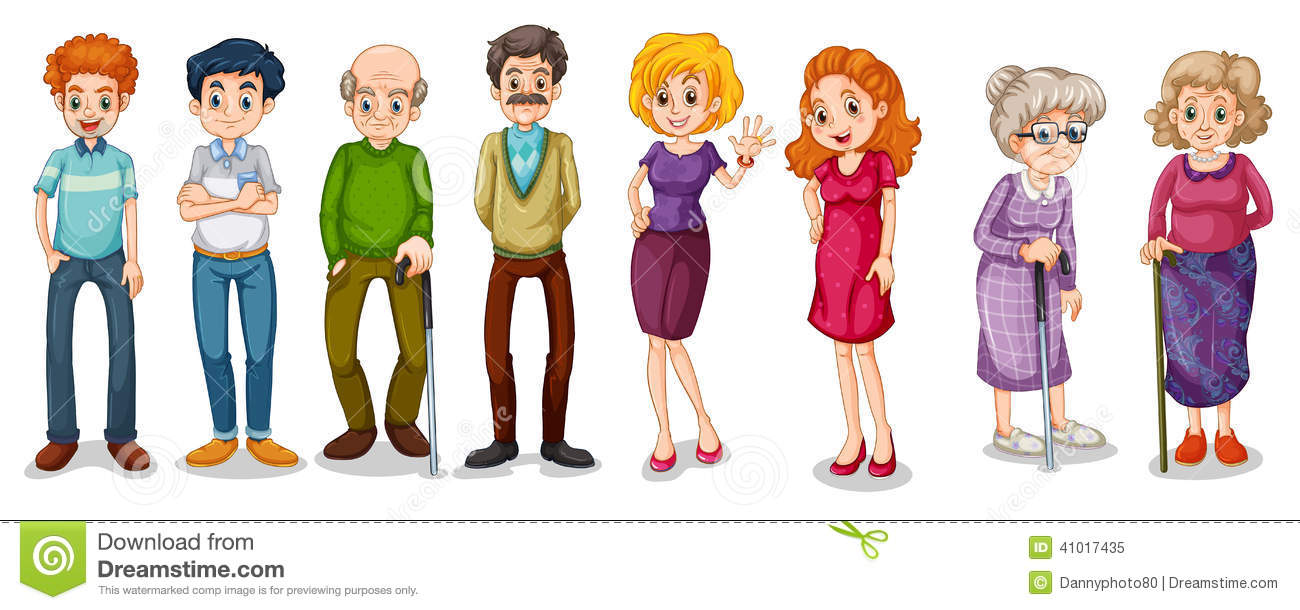 Download from
Dreamstime.com
This watermarked comp image is for previewing purposes only.
ID 41017435
© Dannyphoto80 | Dreamstime.com